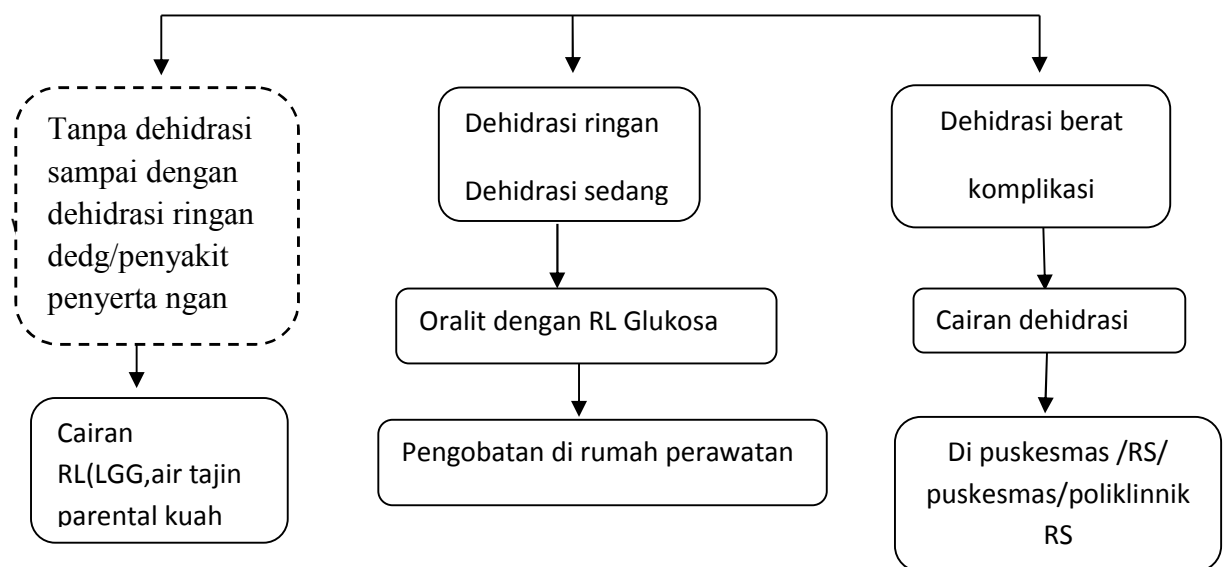 Tanpa dehidrasi
sampai dengan
dehidrasi ringan
dedg/penyakit
penyerta ngan
Cairan
RL(LGG,air tajin
parental kuah
Dehidrasi ringan
Dehidrasi sedang
Oralit dengan RL Glukosa
Pengobatan di rumah perawatan
Dehidrasi berat
komplikasi
Cairan dehidrasi
Di puskesmas /RS/
puskesmas/poliklinnik
RS